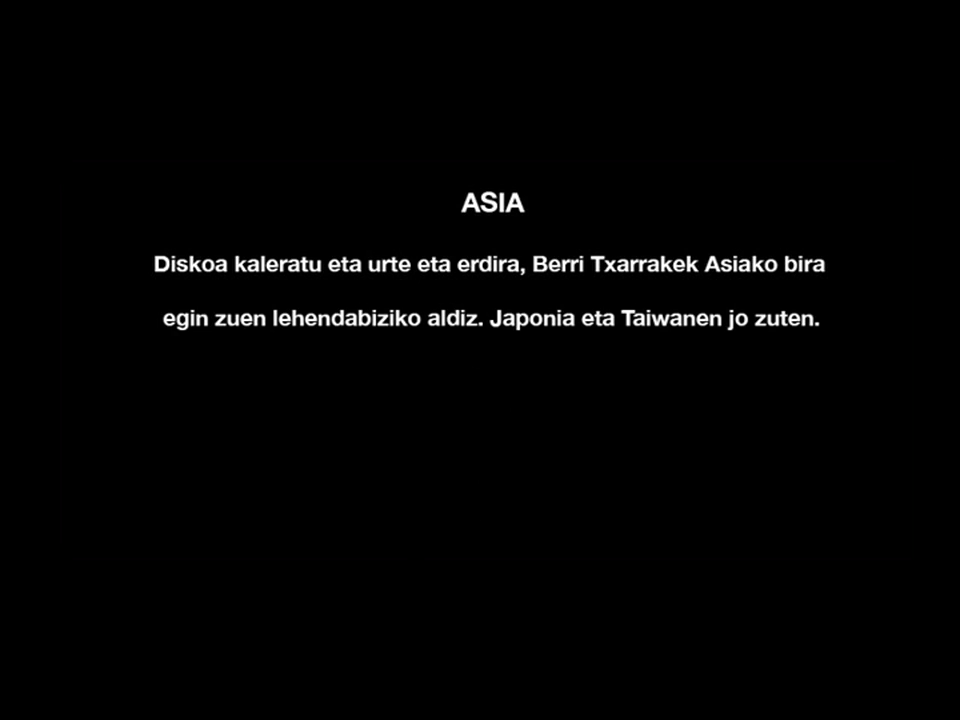 ASIA
Diskoa kaleratu eta urte eta erdira, Berri Txarrakek Asiako bira
egin zuen lehendabiziko aldiz. Japonia eta Taiwanen jo zuten.